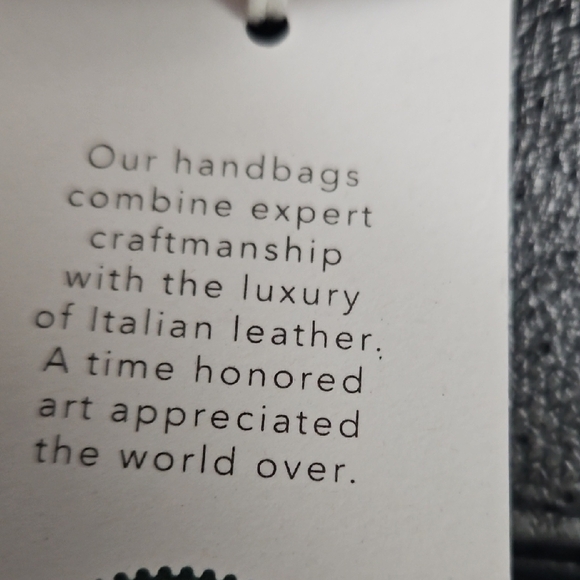 Our handbags
combine expert
craftmanship
with the luxury
of Italian leather.
A time honored
art appreciated
the world over.